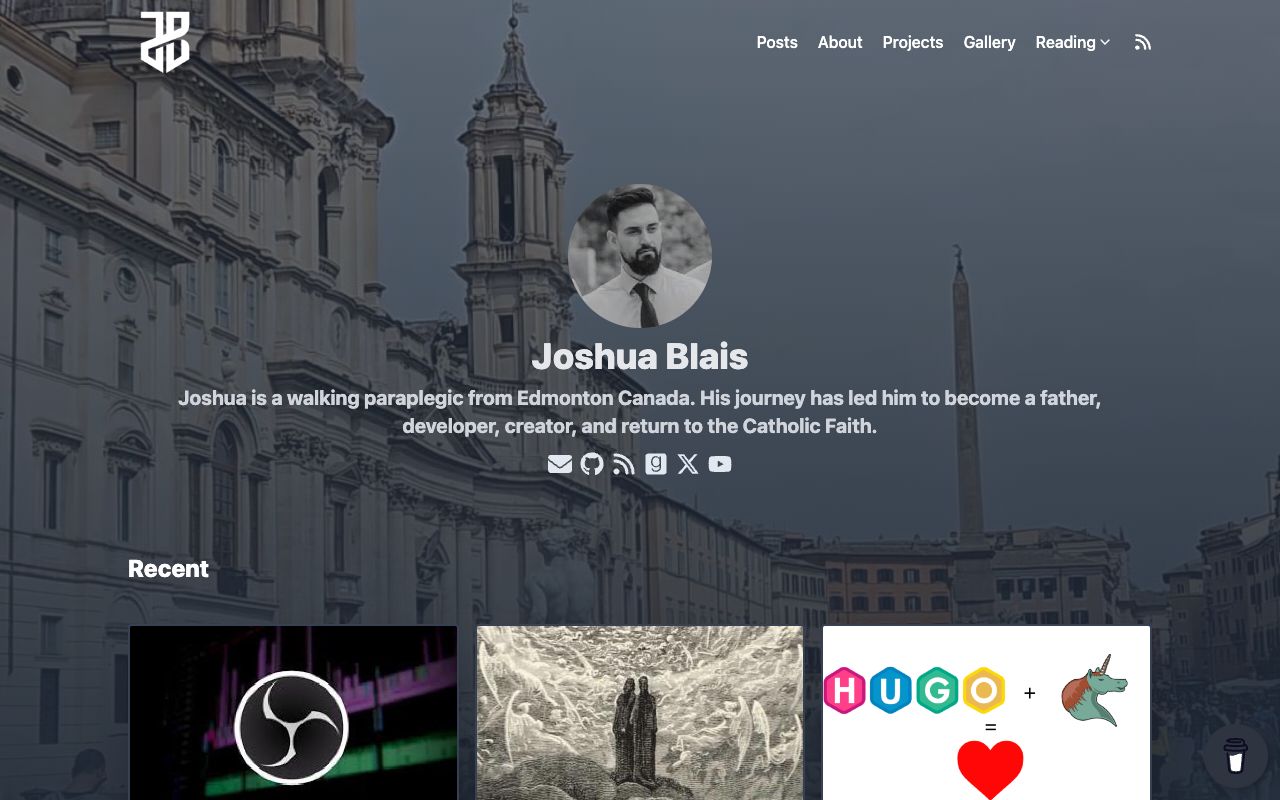 Posts
About
Projects
Gallery
Reading
Joshua Blais
Joshua is a walking paraplegic from Edmonton Canada. His journey has led him to become a father,
developer, creator, and return to the Catholic Faith.
Recent
HUGO +
=